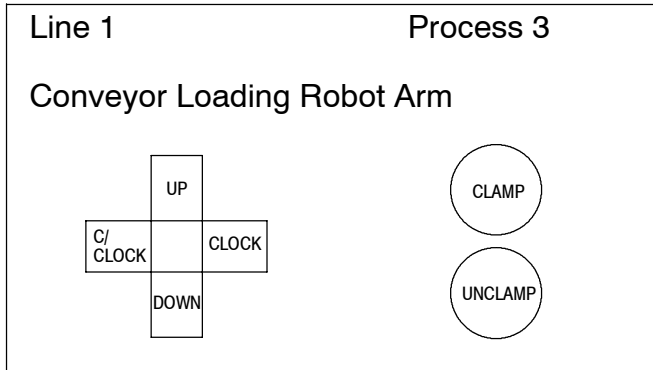 Line 1 Process 3
Conveyor Loading Robot Arm
UP
C/
CLOCK
CLOCK
DOWN
CLAMP
UNCLAMP